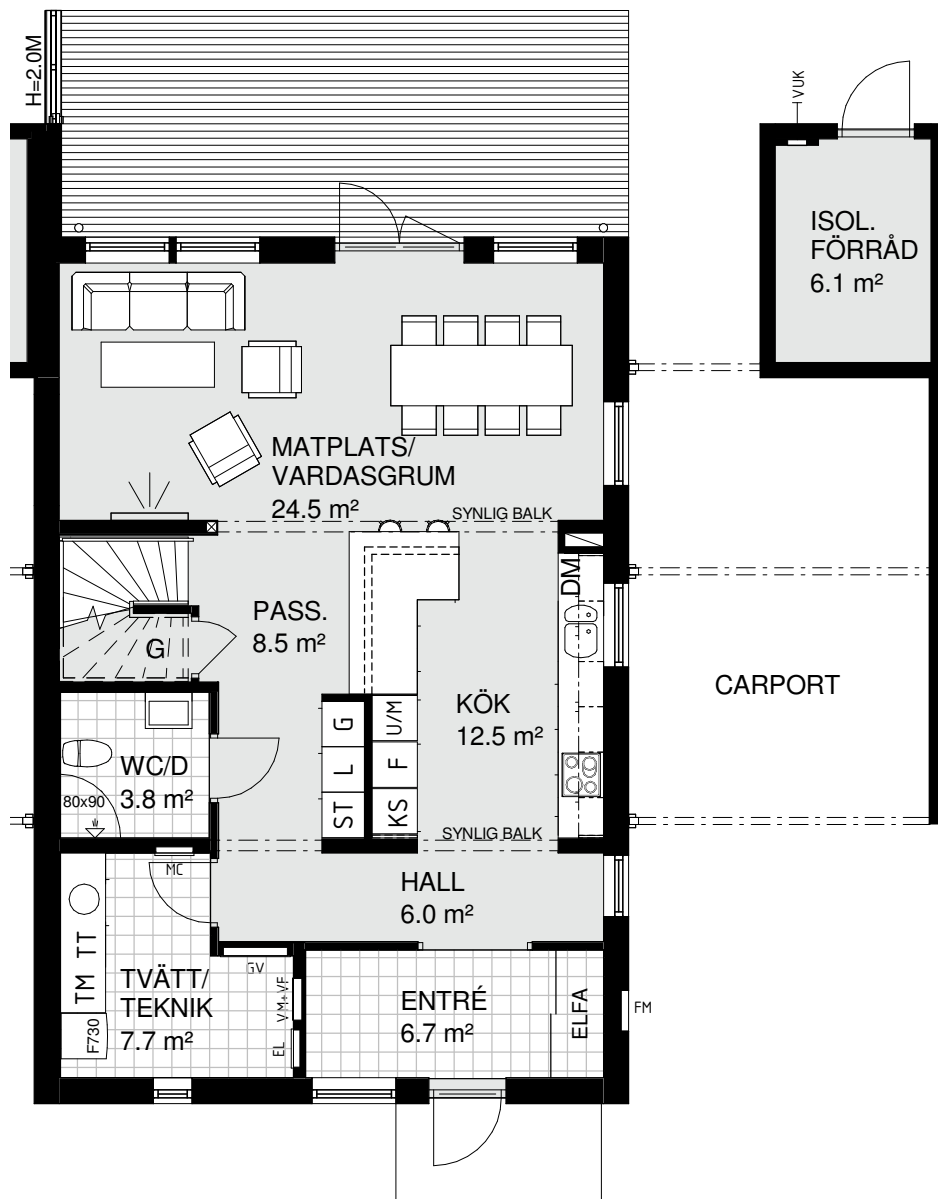 H=2.0M
VUK
ISOL.
FÖRRÅD
6.1 m²
MATPLATS/
VARDASGRUM
24.5 m²
SYNLIG BALK
DM
PASS.
8.5 m²
G
KÖK
12.5 m²
CARPORT
G
L
ST
U/M
F
KS
WC/D
3.8 m²
80x90
SYNLIG BALK
MC
HALL
6.0 m²
TM TT
TVÄTT/
TEKNIK
7.7 m²
F730
GV
VM+VF
EL
ENTRÉ
6.7 m²
ELFA
FM